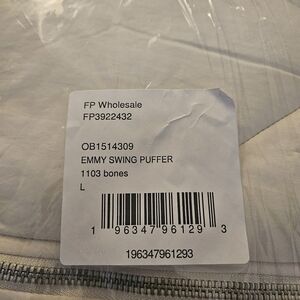 FP Wholesale
FP3922432
OB1514309
EMMY SWING PUFFER
1103 bones
L
1 96347 96129 3
196347961293